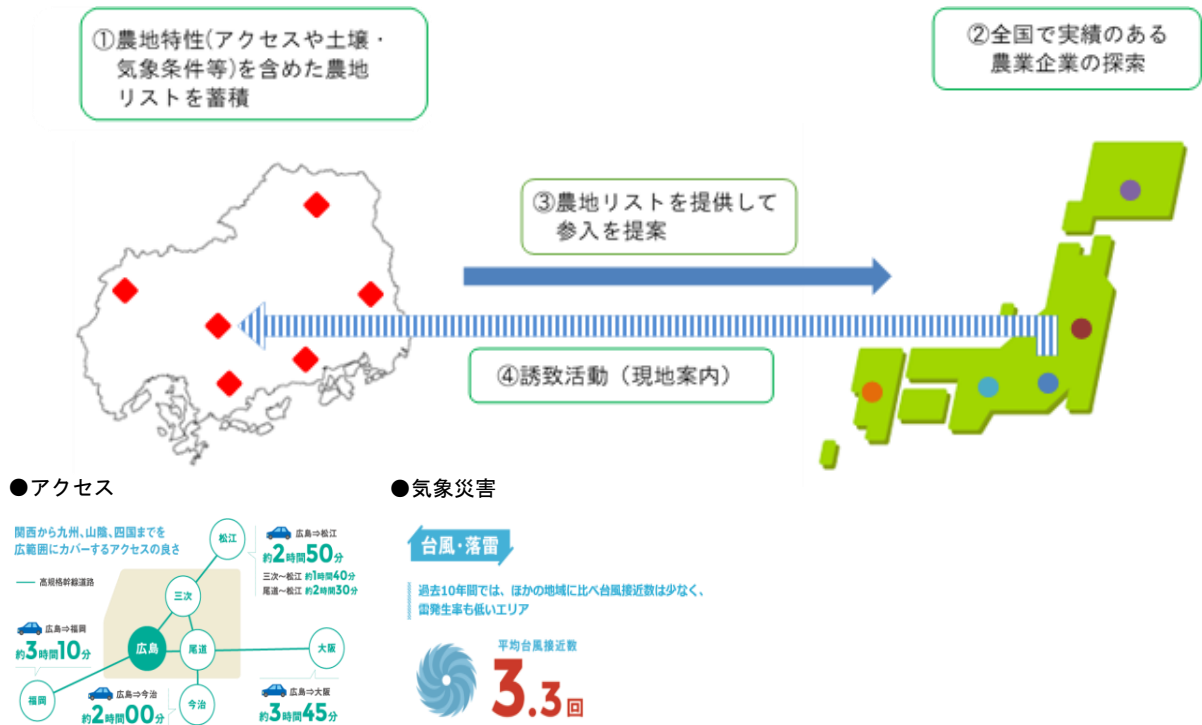 ①農地特性(アクセスや土壌・
気象条件等)を含めた農地
リストを蓄積
②全国で実績のある
農業企業の探索
③農地リストを提供して
参入を提案
④誘致活動（現地案内）
●アクセス
関西から九州、山陰、四国までを
広範囲にカバーするアクセスの良さ
高規格幹線道路
松江
広島⇒松江
約2時間50分
三次～松江 約1時間40分
尾道～松江 約2時間30分
三次
広島⇒福岡
約3時間10分
広島
尾道
大阪
福岡
広島⇒今治
約2時間00分
今治
広島⇒大阪
約3時間45分
●気象災害
台風・落雷
過去10年間では、ほかの地域に比べ台風接近数は少なく、
雷発生率も低いエリア
平均台風接近数
3.3回